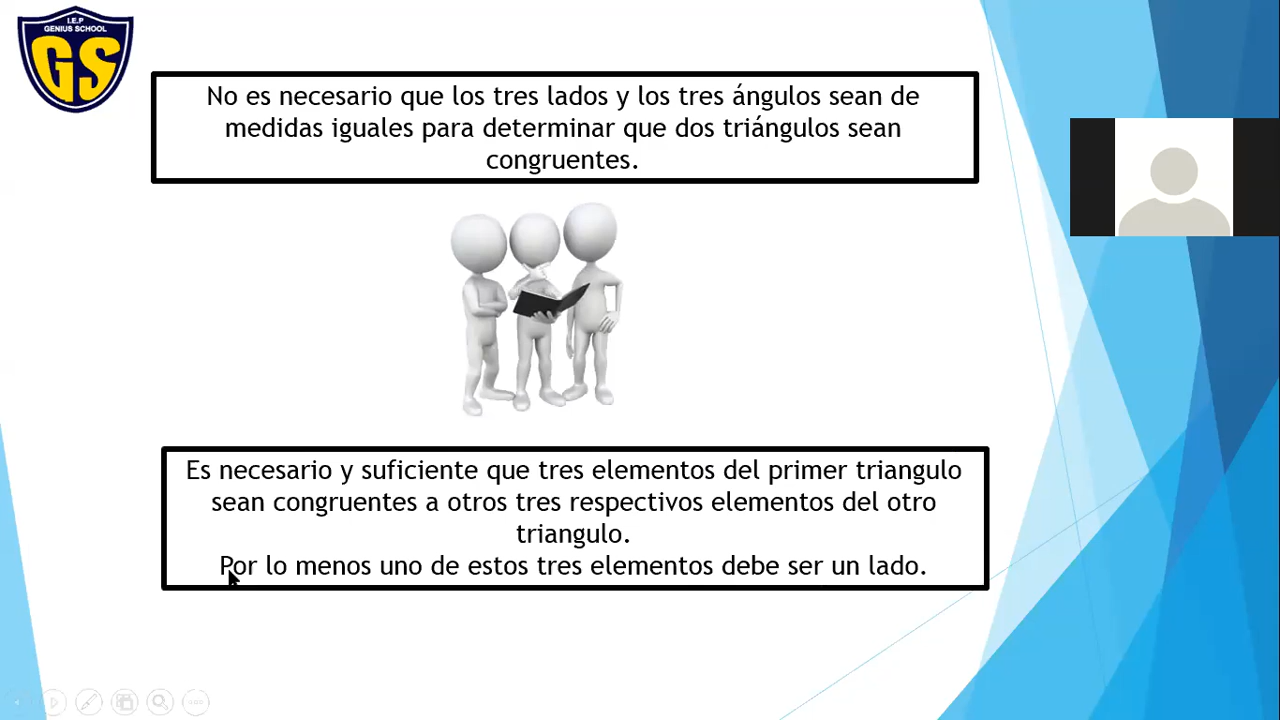 I.E.P
GENIUS SCHOOL
GS
No es necesario que los tres lados y los tres ángulos sean de
medidas iguales para determinar que dos triángulos sean
congruentes.
Es necesario y suficiente que tres elementos del primer triangulo
sean congruentes a otros tres respectivos elementos del otro
triangulo.
Por lo menos uno de estos tres elementos debe ser un lado.